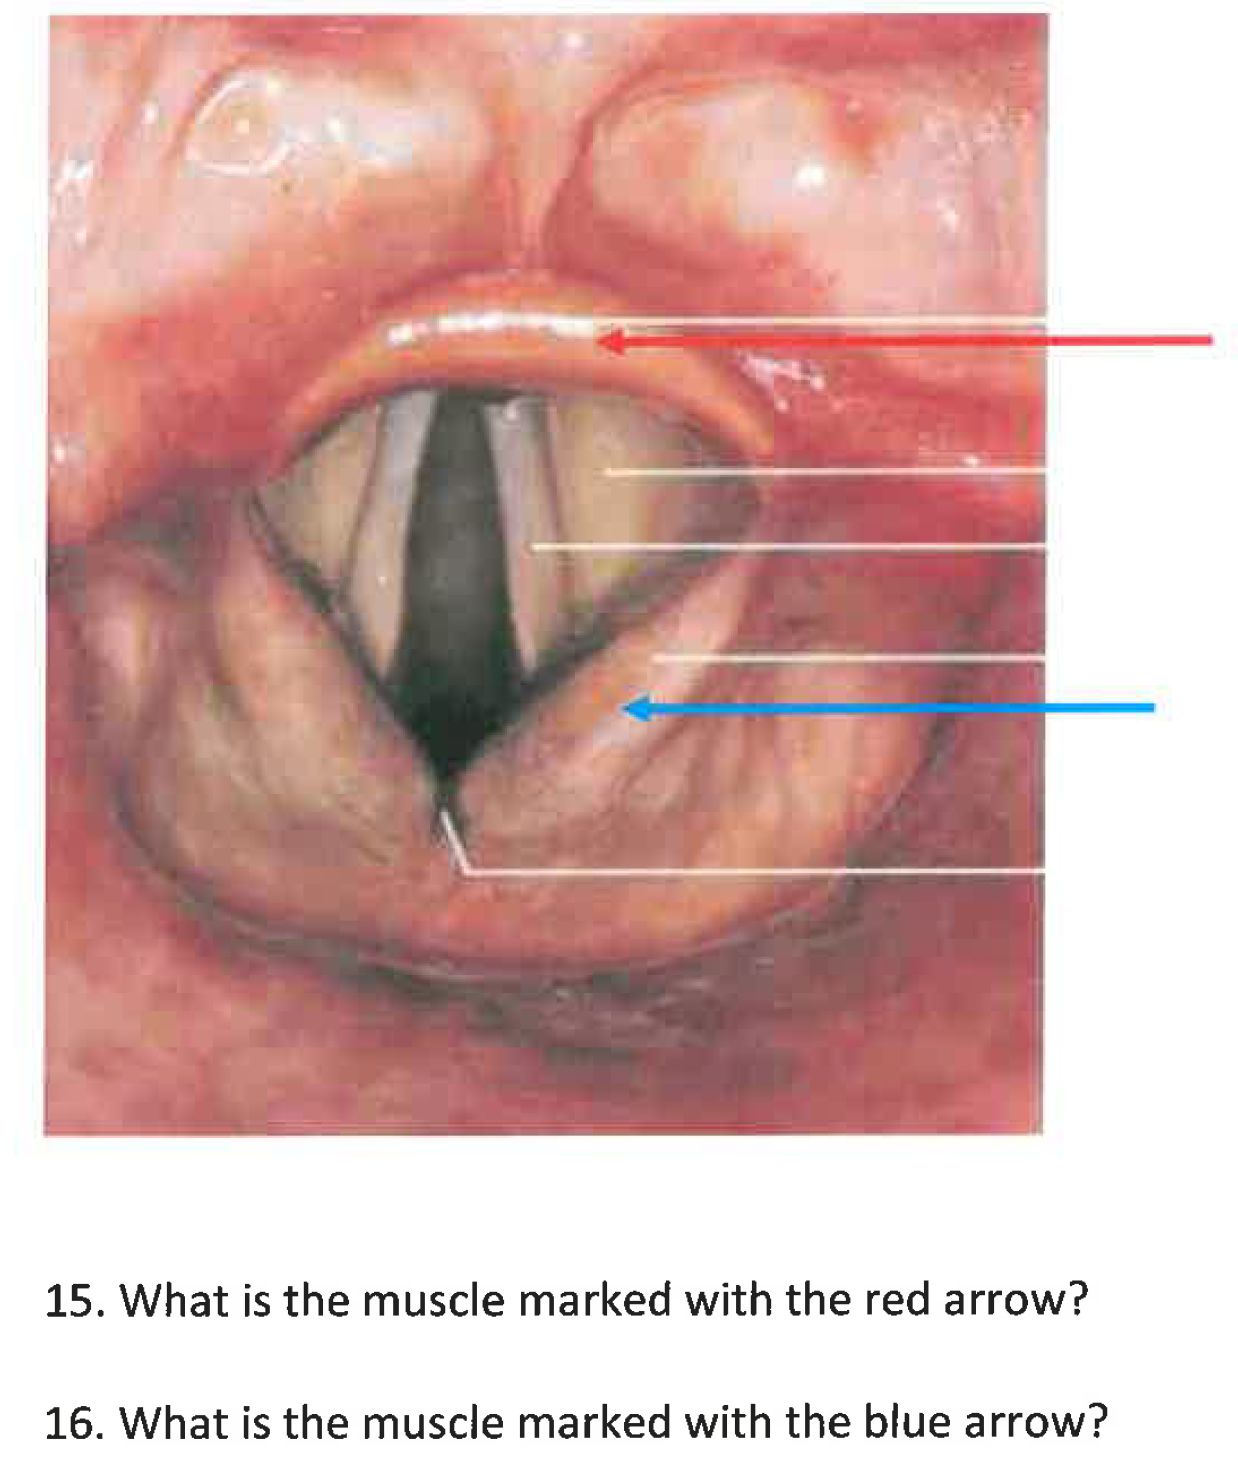 15. What is the muscle marked with the red arrow?
16. What is the muscle marked with the blue arrow?